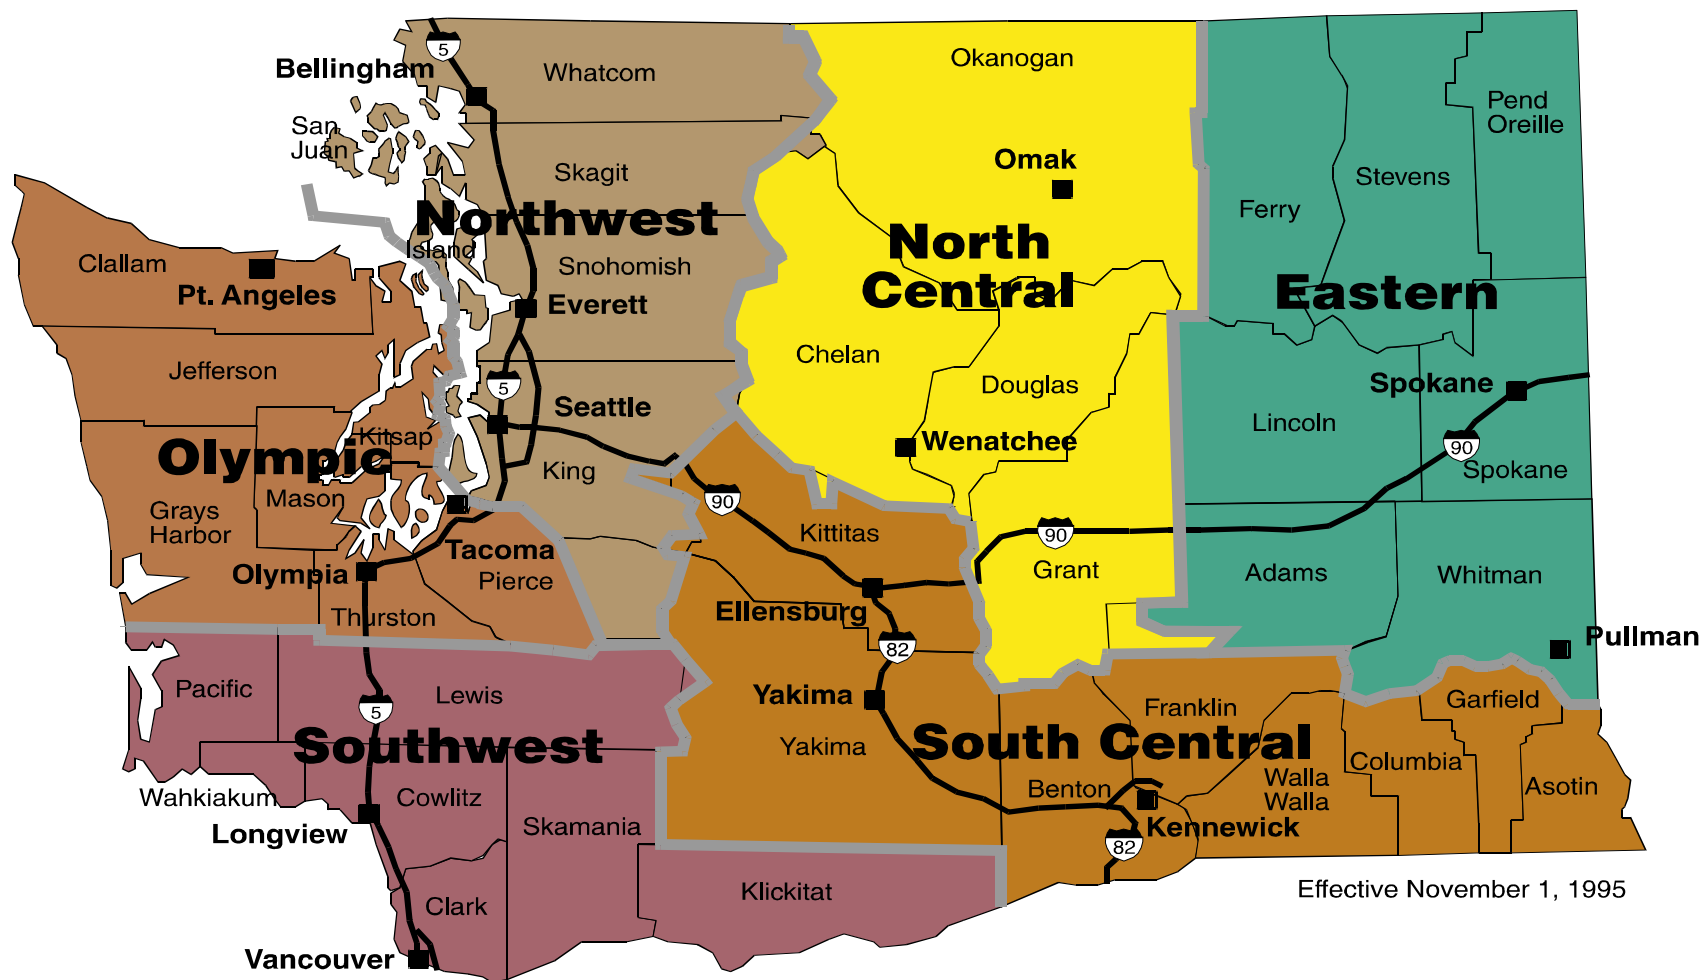 5
Bellingham
Whatcom
Okanogan
Pend
Oreille
San
Juan
Skagit
Omak
Stevens
Ferry
Northwest
Island
North
Central
Clallam
Snohomish
Pt. Angeles
Everett
Eastern
Chelan
Jefferson
5
Douglas
Spokane
Seattle
Kitsap
Olympic
Wenatchee
Lincoln
90
Spokane
King
Mason
Grays
Harbor
90
Kittitas
90
Tacoma
Pierce
Olympia
Grant
Adams
Whitman
Thurston
Ellensburg
82
Pullman
Pacific
Lewis
5
Yakima
Franklin
Garfield
Southwest
Yakima
South Central
Columbia
Wahkiakum
Cowlitz
Benton
Walla
Walla
Asotin
Longview
Skamania
Kennewick
82
Klickitat
Effective November 1, 1995
Clark
Vancouver